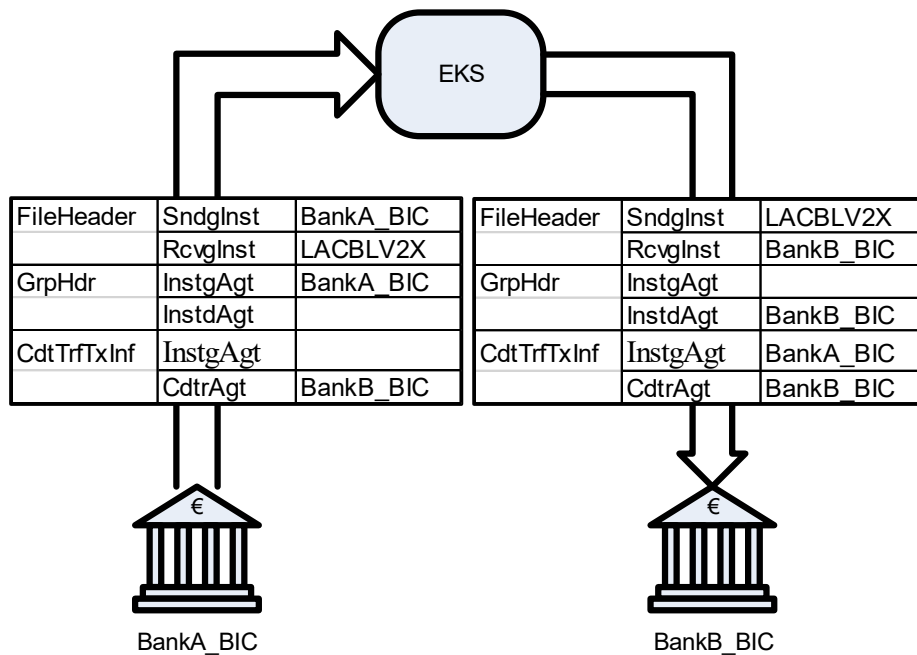 EKS
FileHeader SndgInst BankA_BIC
RcvgInst LACBLV2X
GrpHdr InstgAgt BankA_BIC
InstdAgt
CdtTrfTxInf InstgAgt
CdtrAgt BankB_BIC
FileHeader SndgInst LACBLV2X
RcvgInst BankB_BIC
GrpHdr InstgAgt
InstdAgt BankB_BIC
CdtTrfTxInf InstgAgt BankA_BIC
CdtrAgt BankB_BIC
€
€
BankA_BIC
BankB_BIC